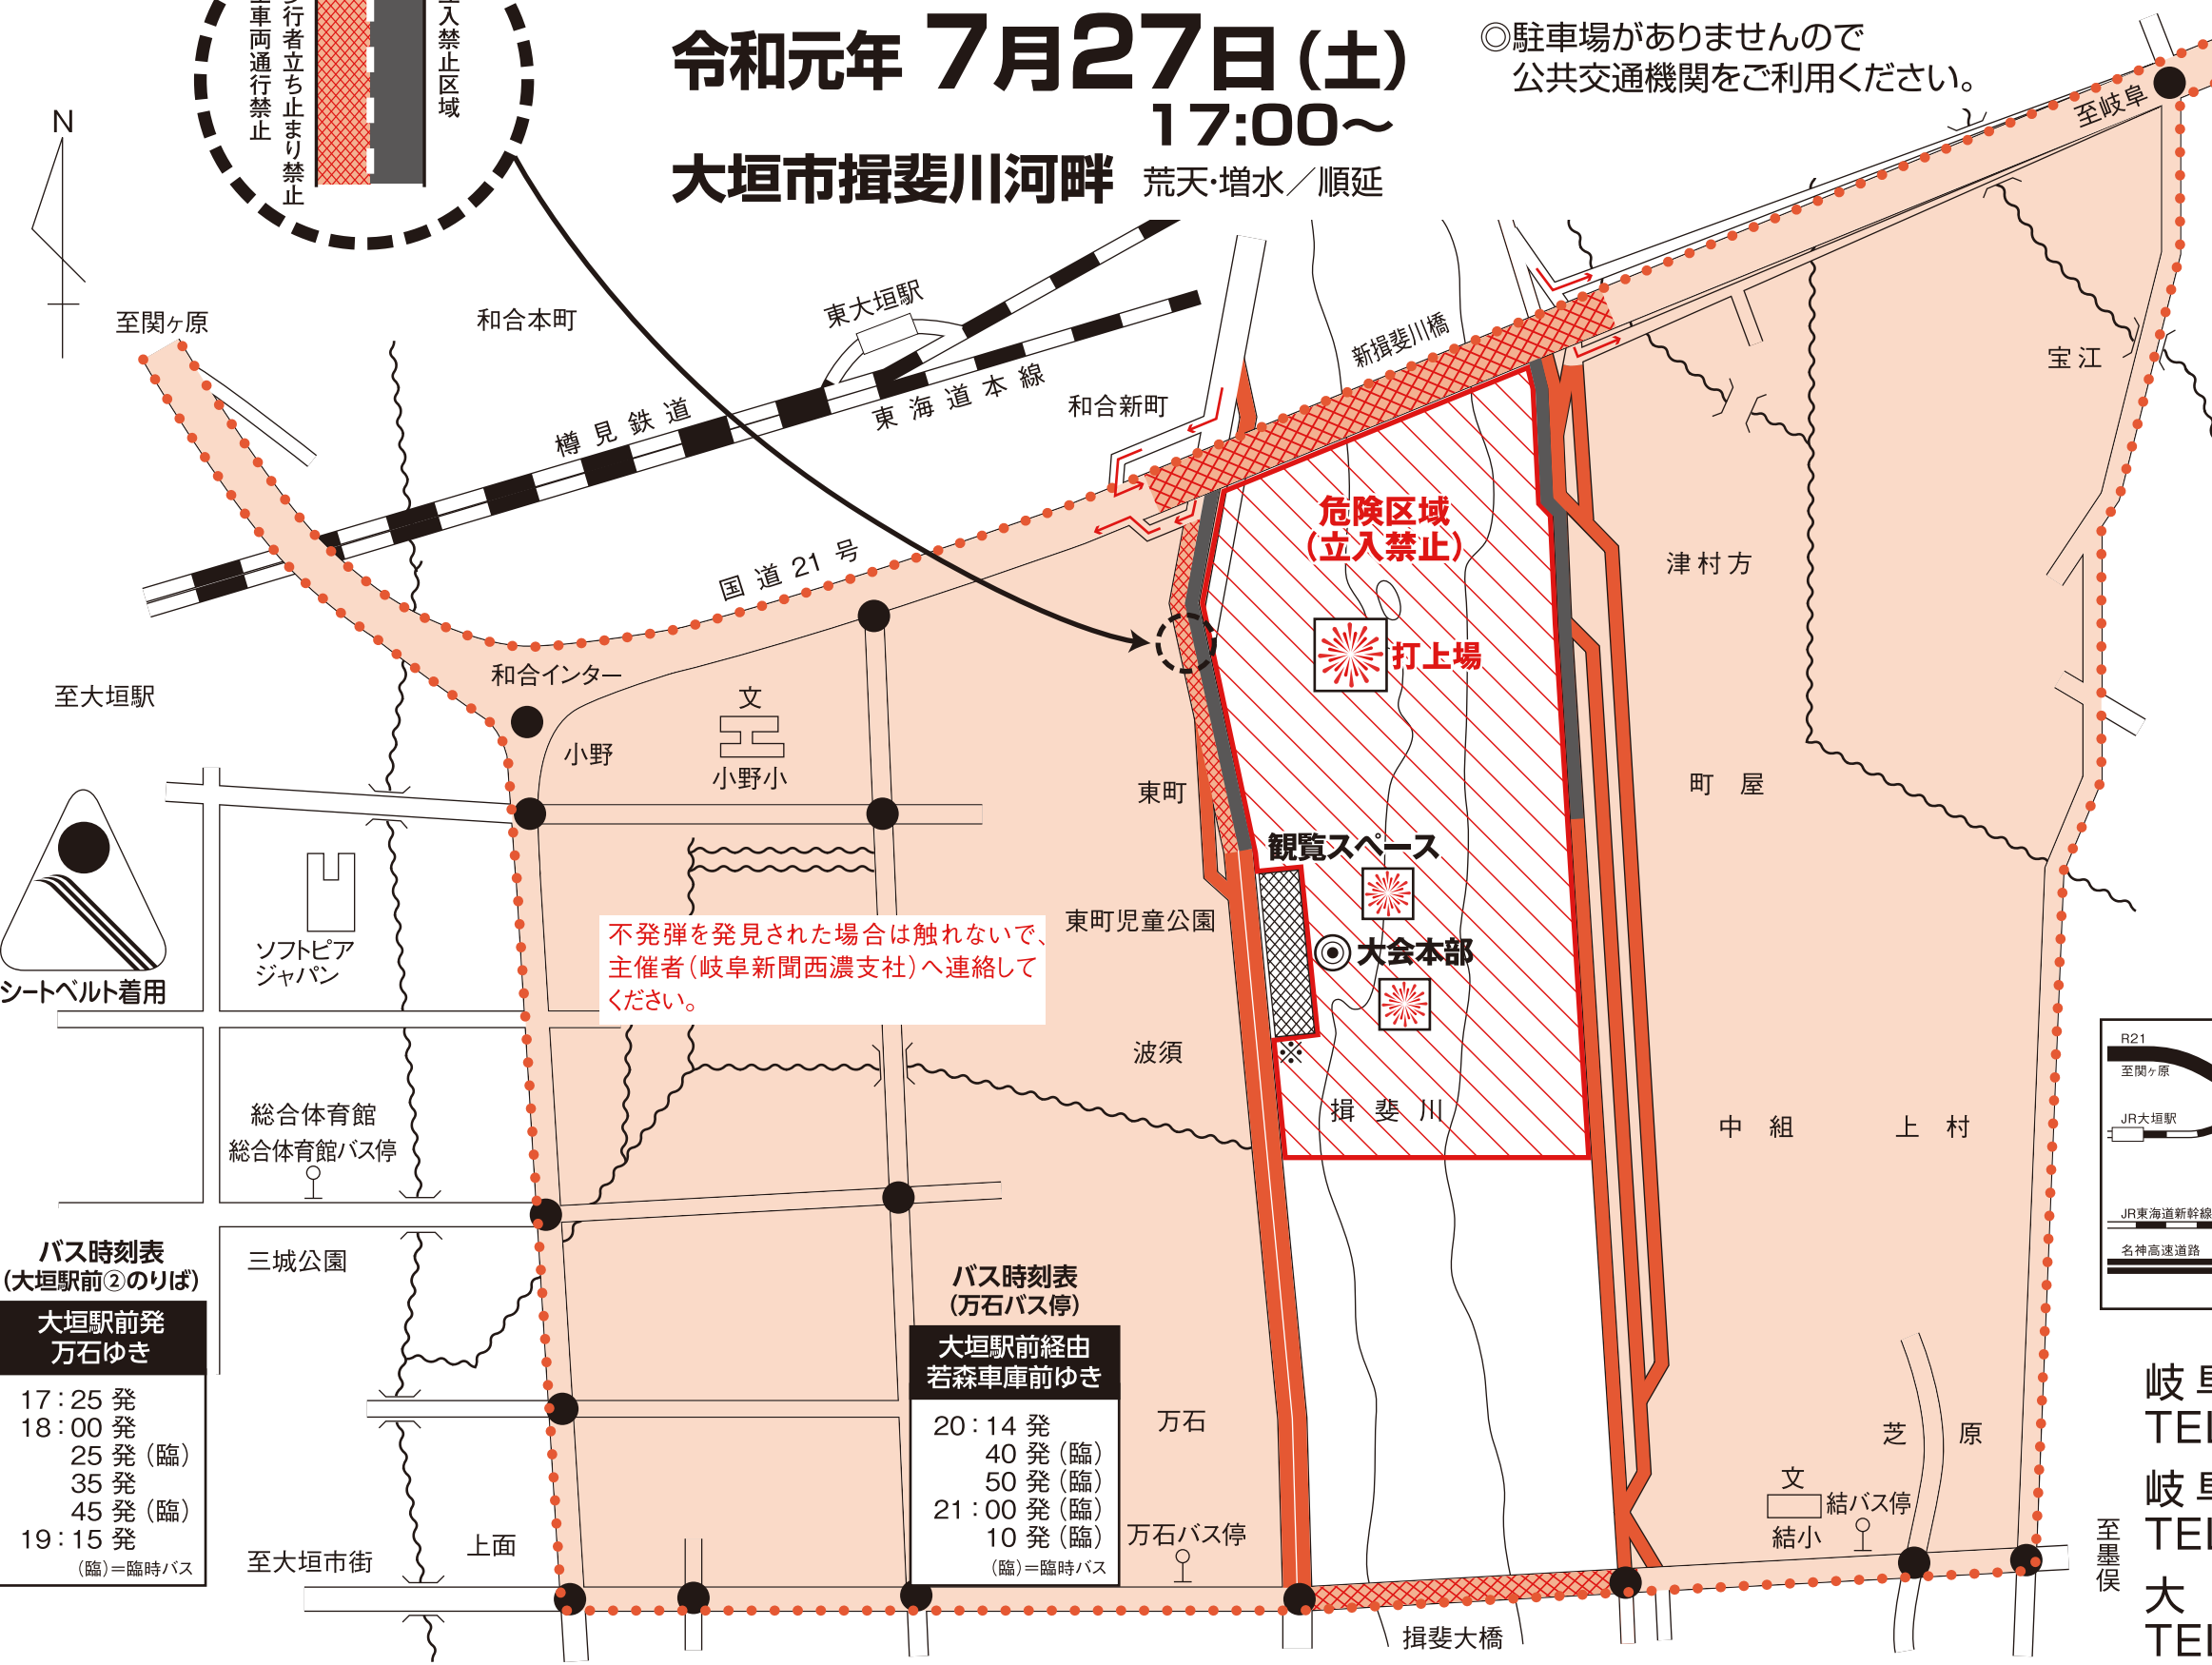 立入禁止区域
歩行者立ち止まり禁止
全車両通行禁止
令和元年 7月27日（土）
17:00〜
大垣市揖斐川河畔 荒天・増水／順延
◎駐車場がありませんので
公共交通機関をご利用ください。
N
至岐阜
至関ヶ原
和合本町
東大垣駅
新揖斐川橋
宝江
樽見鉄道
東海道本線
和合新町
危険区域
（立入禁止）
国道21号
津村方
打上場
和合インター
至大垣駅
文
小野
小野小
東町
町屋
観覧スペース
東町児童公園
不発弾を発見された場合は触れないで、
主催者（岐阜新聞西濃支社）へ連絡して
ください。
大会本部
ソフトピア
ジャパン
シートベルト着用
波須
※
揖斐川
中組
上村
R21
至関ヶ原
JR大垣駅
JR東海道新幹線
名神高速道路
総合体育館
総合体育館バス停
三城公園
バス時刻表
（大垣駅前②のりば）
大垣駅前発
万石ゆき
17：25 発
18：00 発
25 発（臨）
35 発
45 発（臨）
19：15 発
（臨）＝臨時バス
バス時刻表
（万石バス停）
大垣駅前経由
若森車庫前ゆき
20：14 発
40 発（臨）
50 発（臨）
21：00 発（臨）
10 発（臨）
（臨）＝臨時バス
万石
万石バス停
芝原
文
結バス停
結小
至墨俣
至大垣市街
上面
揖斐大橋
岐阜
TEL
岐阜
TEL
大
TEL